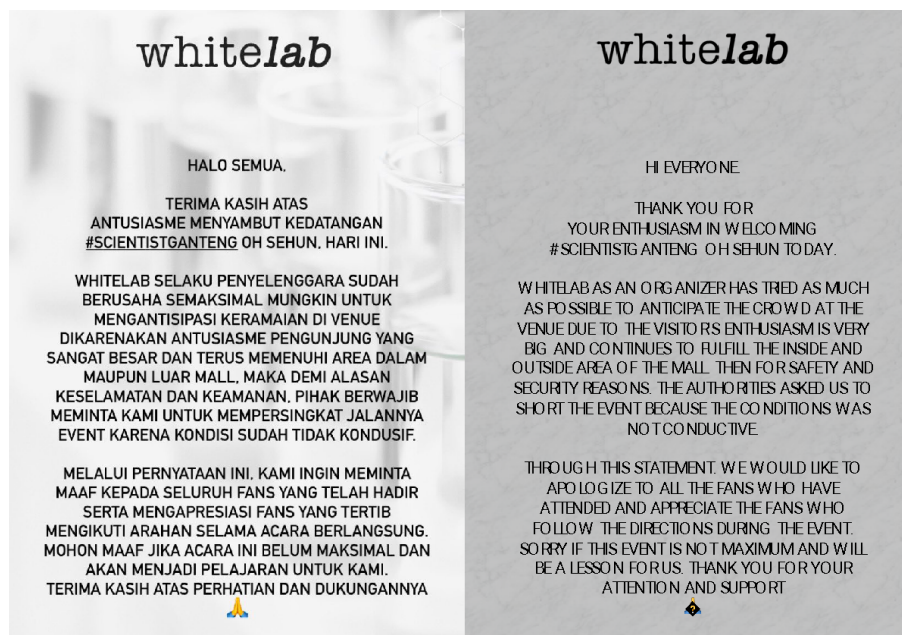 whitelab
HALO SEMUA,
TERIMA KASIH ATAS
ANTUSIASME MENYAMBUT KEDATANGAN
#SCIENTISTGANTENG OH SEHUN, HARI INI.
WHITELAB SELAKU PENYELENGGARA SUDAH
BERUSAHA SEMAKSIMAL MUNGKIN UNTUK
MENGANTISIPASI KERAMAIAN DI VENUE
DIKARENAKAN ANTUSIASME PENGUNJUNG YANG
SANGAT BESAR DAN TERUS MEMENUHI AREA DALAM
MAUPUN LUAR MALL, MAKA DEMI ALASAN
KESELAMATAN DAN KEAMANAN, PIHAK BERWAJIB
MEMINTA KAMI UNTUK MEMPERSINGKAT JALANNYA
EVENT KARENA KONDISI SUDAH TIDAK KONDUSIF.
MELALUI PERNYATAAN INI, KAMI INGIN MEMINTA
MAAF KEPADA SELURUH FANS YANG TELAH HADIR
SERTA MENGAPRESIASI FANS YANG TERTIB
MENGIKUTI ARAHAN SELAMA ACARA BERLANGSUNG.
MOHON MAAF JIKA ACARA INI BELUM MAKSIMAL DAN
AKAN MENJADI PELAJARAN UNTUK KAMI.
TERIMA KASIH ATAS PERHATIAN DAN DUKUNGANNYA
🙏
whitelab
HI EVERYONE.
THANK YOU FOR
YOUR ENTHUSIASM IN WELCOMING
#SCIENTISTGANTENG OH SEHUN TODAY.
WHITELAB AS AN ORGANIZER HAS TRIED AS MUCH
AS POSSIBLE TO ANTICIPATE THE CROWD AT THE
VENUE DUE TO THE VISITORS ENTHUSIASM IS VERY
BIG AND CONTINUES TO FULFILL THE INSIDE AND
OUTSIDE AREA OF THE MALL. THEN FOR SAFETY AND
SECURITY REASONS. THE AUTHORITIES ASKED US TO
SHORT THE EVENT BECAUSE THE CONDITIONS WAS
NOT CONDUCTIVE.
THROUGH THIS STATEMENT. WE WOULD LIKE TO
APOLOGIZE TO ALL THE FANS WHO HAVE
ATTENDED AND APPRECIATE THE FANS WHO
FOLLOW THE DIRECTIONS DURING THE EVENT.
SORRY IF THIS EVENT IS NOT MAXIMUM AND WILL
BE A LESSON FOR US. THANK YOU FOR YOUR
ATTENTION AND SUPPORT